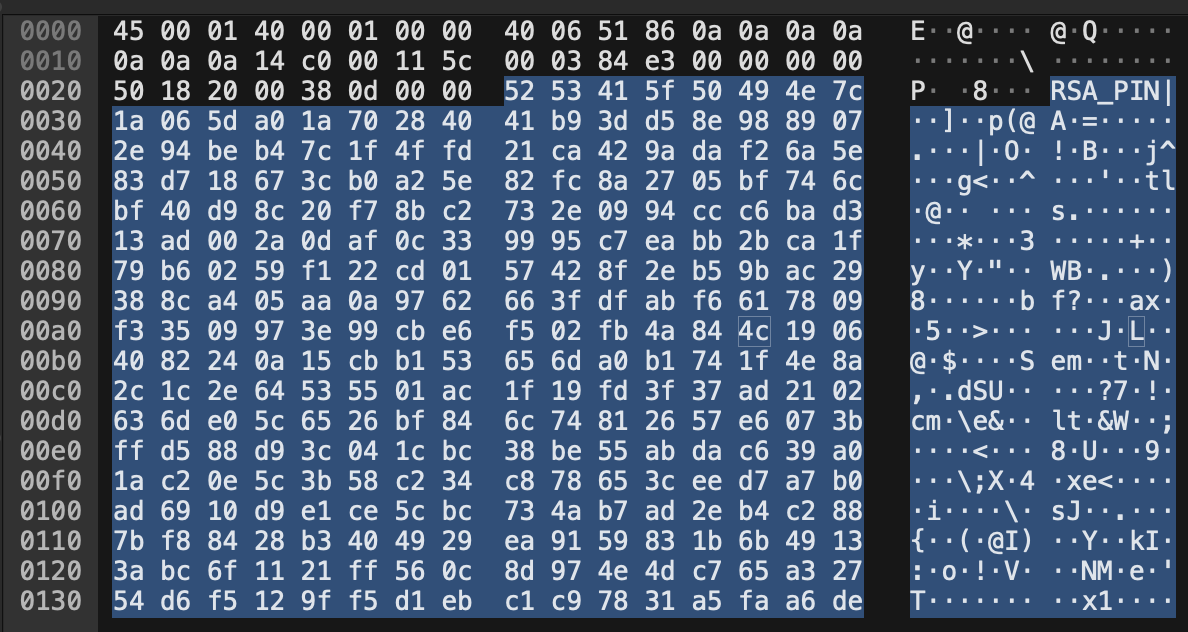 0000 45 00 01 40 00 01 00 00 40 06 51 86 0a 0a 0a 0a E··@···· @·Q·····
0010 0a 0a 0a 14 c0 00 11 5c 00 03 84 e3 00 00 00 00 ·······\ ········
0020 50 18 20 00 38 0d 00 00 52 53 41 5f 50 49 4e 7c P· ·8··· RSA_PIN|
0030 1a 06 5d a0 1a 70 28 40 41 b9 3d d5 8e 98 89 07 ··]··p(@ A·=·····
0040 2e 94 be b4 7c 1f 4f fd 21 ca 42 9a da f2 6a 5e .···|·O· !·B···j^
0050 83 d7 18 67 3c b0 a2 5e 82 fc 8a 27 05 bf 74 6c ···g<··^ ···'··tl
0060 bf 40 d9 8c 20 f7 8b c2 73 2e 09 94 cc c6 ba d3 ·@·· ··· s.······
0070 13 ad 00 2a 0d af 0c 33 99 95 c7 ea bb 2b ca 1f ···*···3 ·····+··
0080 79 b6 02 59 f1 22 cd 01 57 42 8f 2e b5 9b ac 29 y··Y·"·· WB·.···)
0090 38 8c a4 05 aa 0a 97 62 66 3f df ab f6 61 78 09 8······b f?···ax·
00a0 f3 35 09 97 3e 99 cb e6 f5 02 fb 4a 84 4c 19 06 ·5··>··· ···J·L··
00b0 40 82 24 0a 15 cb b1 53 65 6d a0 b1 74 1f 4e 8a @·$····S em··t·N·
00c0 2c 1c 2e 64 53 55 01 ac 1f 19 fd 3f 37 ad 21 02 ,·.dSU·· ···?7·!·
00d0 63 6d e0 5c 65 26 bf 84 6c 74 81 26 57 e6 07 3b cm·\e&·· lt·&W··;
00e0 ff d5 88 d9 3c 04 1c bc 38 be 55 ab da c6 39 a0 ····<··· 8·U···9·
00f0 1a c2 0e 5c 3b 58 c2 34 c8 78 65 3c ee d7 a7 b0 ···\;X·4 ·xe<····
0100 ad 69 10 d9 e1 ce 5c bc 73 4a b7 ad 2e b4 c2 88 ·i····\· sJ··.···
0110 7b f8 84 28 b3 40 49 29 ea 91 59 83 1b 6b 49 13 {··(·@I) ··Y··kI·
0120 3a bc 6f 11 21 ff 56 0c 8d 97 4e 4d c7 65 a3 27 :·o·!·V· ··NM·e·'
0130 54 d6 f5 12 9f f5 d1 eb c1 c9 78 31 a5 fa a6 de T······· ··x1····